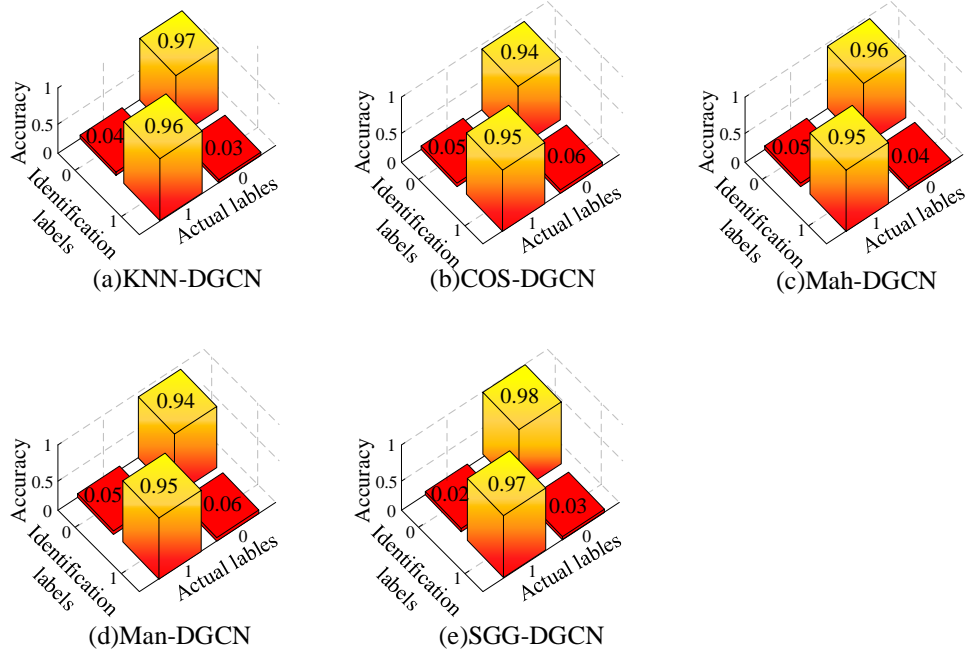 0.97
1
0.5
0
Accuracy
0.04
0.96
0.03
0
1
Identification
labels
1
0
Actual lables
(a)KNN-DGCN
0.94
1
0.5
0
Accuracy
0.05
0.95
0.06
0
1
Identification
labels
1
0
Actual lables
(b)COS-DGCN
0.96
1
0.5
0
Accuracy
0.05
0.95
0.04
0
1
Identification
labels
1
0
Actual lables
(c)Mah-DGCN
0.94
1
0.5
0
Accuracy
0.05
0.95
0.06
0
1
Identification
labels
1
0
Actual lables
(d)Man-DGCN
0.98
1
0.5
0
Accuracy
0.02
0.97
0.03
0
1
Identification
labels
1
0
Actual lables
(e)SGG-DGCN